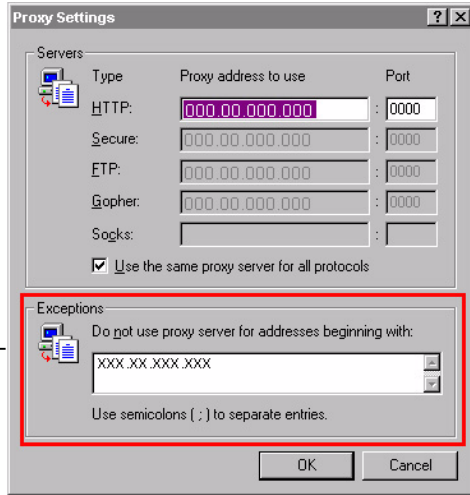 Proxy Settings
Servers
Type Proxy address to use Port
HTTP: 000.00.000.000 : 0000
Secure: 000.00.000.000 : 0000
FTP: 000.00.000.000 : 0000
Gopher: 000.00.000.000 : 0000
Socks: :
Use the same proxy server for all protocols
Exceptions
Do not use proxy server for addresses beginning with:
XXX.XX.XXX.XXX
Use semicolons ( ; ) to separate entries.
OK Cancel